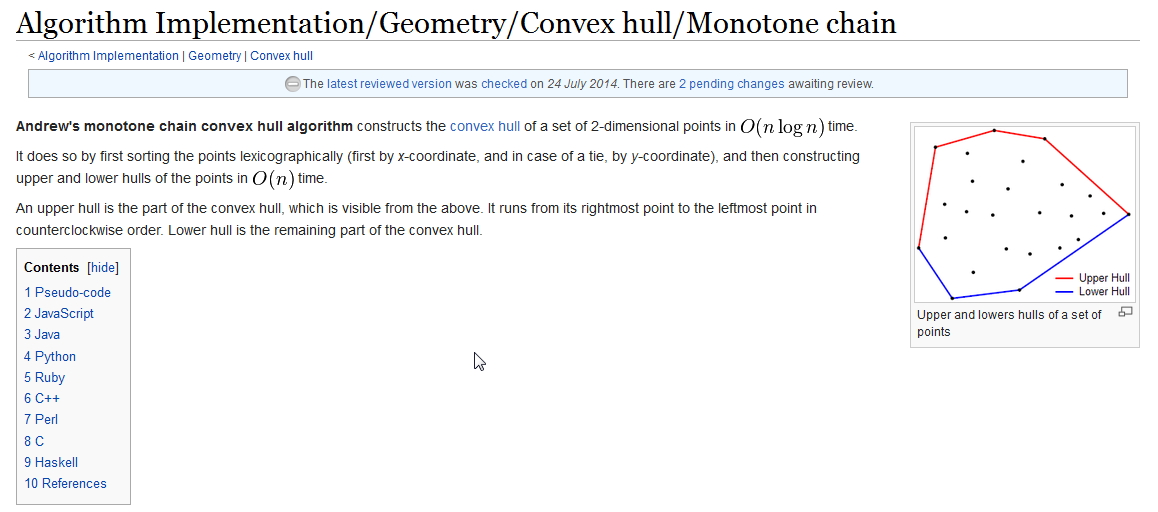 Algorithm Implementation/Geometry/Convex hull/Monotone chain
< Algorithm Implementation | Geometry | Convex hull
The latest reviewed version was checked on 24 July 2014. There are 2 pending changes awaiting review.
Andrew's monotone chain convex hull algorithm constructs the convex hull of a set of 2-dimensional points in O(n log n) time.
It does so by first sorting the points lexicographically (first by x-coordinate, and in case of a tie, by y-coordinate), and then constructing
upper and lower hulls of the points in O(n) time.
An upper hull is the part of the convex hull, which is visible from the above. It runs from its rightmost point to the leftmost point in
counterclockwise order. Lower hull is the remaining part of the convex hull.
Upper Hull
Lower Hull
Upper and lowers hulls of a set of
points
Contents [hide]
1 Pseudo-code
2 JavaScript
3 Java
4 Python
5 Ruby
6 C++
7 Perl
8 C
9 Haskell
10 References